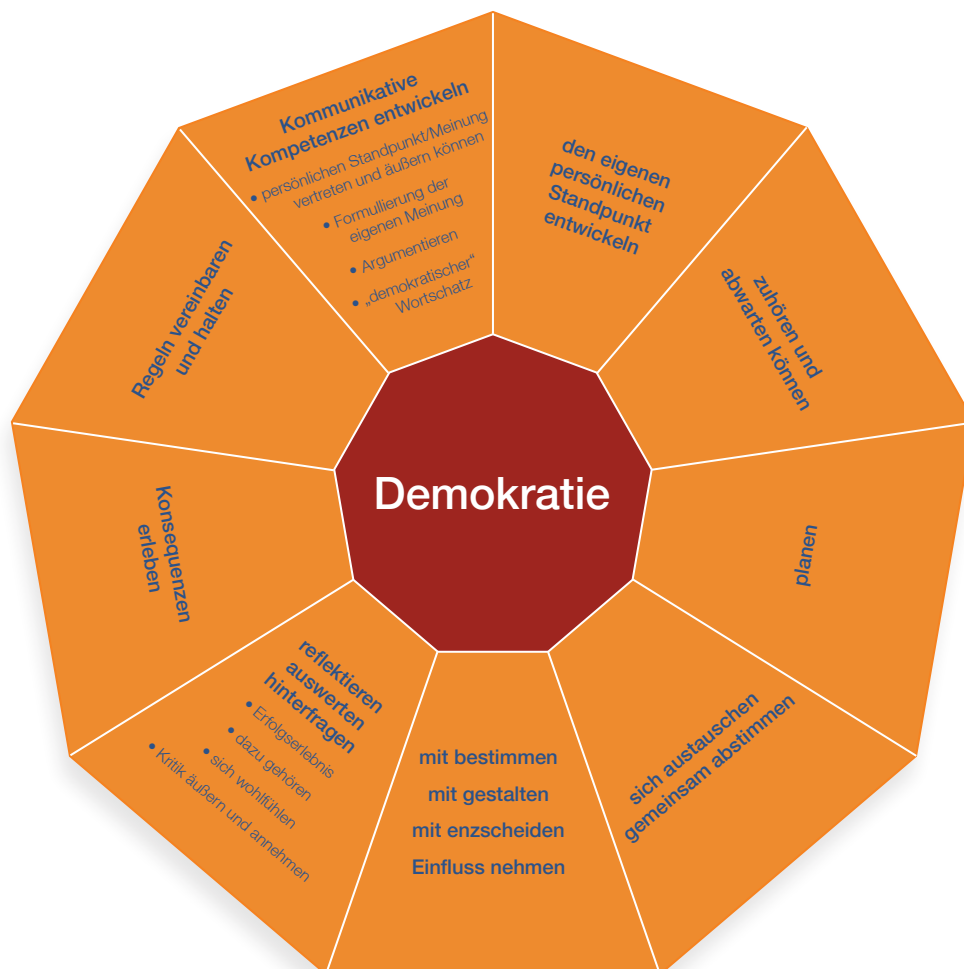 Kommunikative
Kompetenzen entwickeln
• persönlichen Standpunkt/Meinung
vertreten und äußern können
• Formullierung der
eigenen Meinung
• Argumentieren
• „demokratischer“
Wortschatz
den eigenen
persönlichen
Standpunkt
entwickeln
zuhören und
abwarten können
planen
sich austauschen
gemeinsam abstimmen
mit bestimmen
mit gestalten
mit enzscheiden
Einfluss nehmen
reflektieren
auswerten
hinterfragen
• Erfolgserlebnis
• dazu gehören
• sich wohlfühlen
• Kritik äußern und annehmen
Konsequenzen
erleben
Regeln vereinbaren
und halten
Demokratie